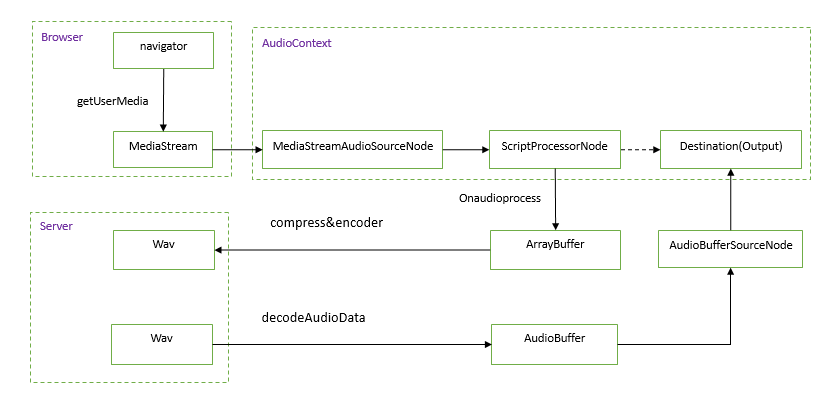 Browser
navigator
AudioContext
getUserMedia
MediaStream
MediaStreamAudioSourceNode
ScriptProcessorNode
Destination(Output)
Onaudioprocess
Server
compress&encoder
Wav
ArrayBuffer
AudioBufferSourceNode
decodeAudioData
Wav
AudioBuffer